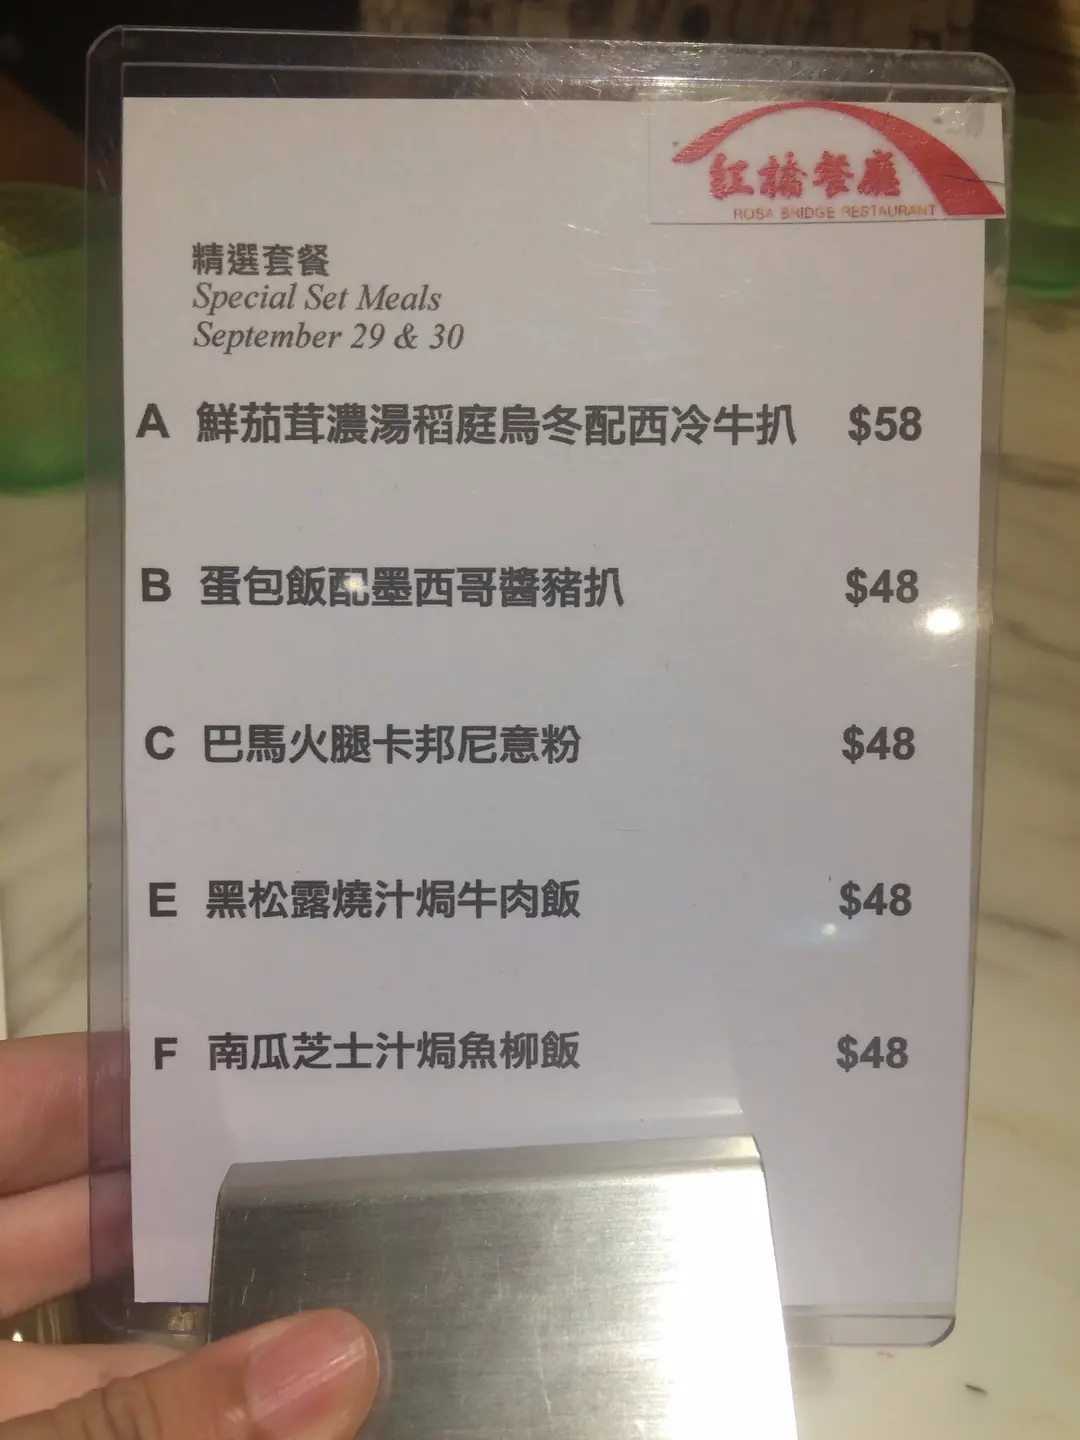 紅橋餐廳
ROSA BRIDGE RESTAURANT
精選套餐
Special Set Meals
September 29 & 30
A 鮮茄茸濃湯稻庭烏冬配西冷牛扒 $58
B 蛋包飯配墨西哥醬豬扒 $48
C 巴馬火腿卡邦尼意粉 $48
E 黑松露燒汁焗牛肉飯 $48
F 南瓜芝士汁焗魚柳飯 $48